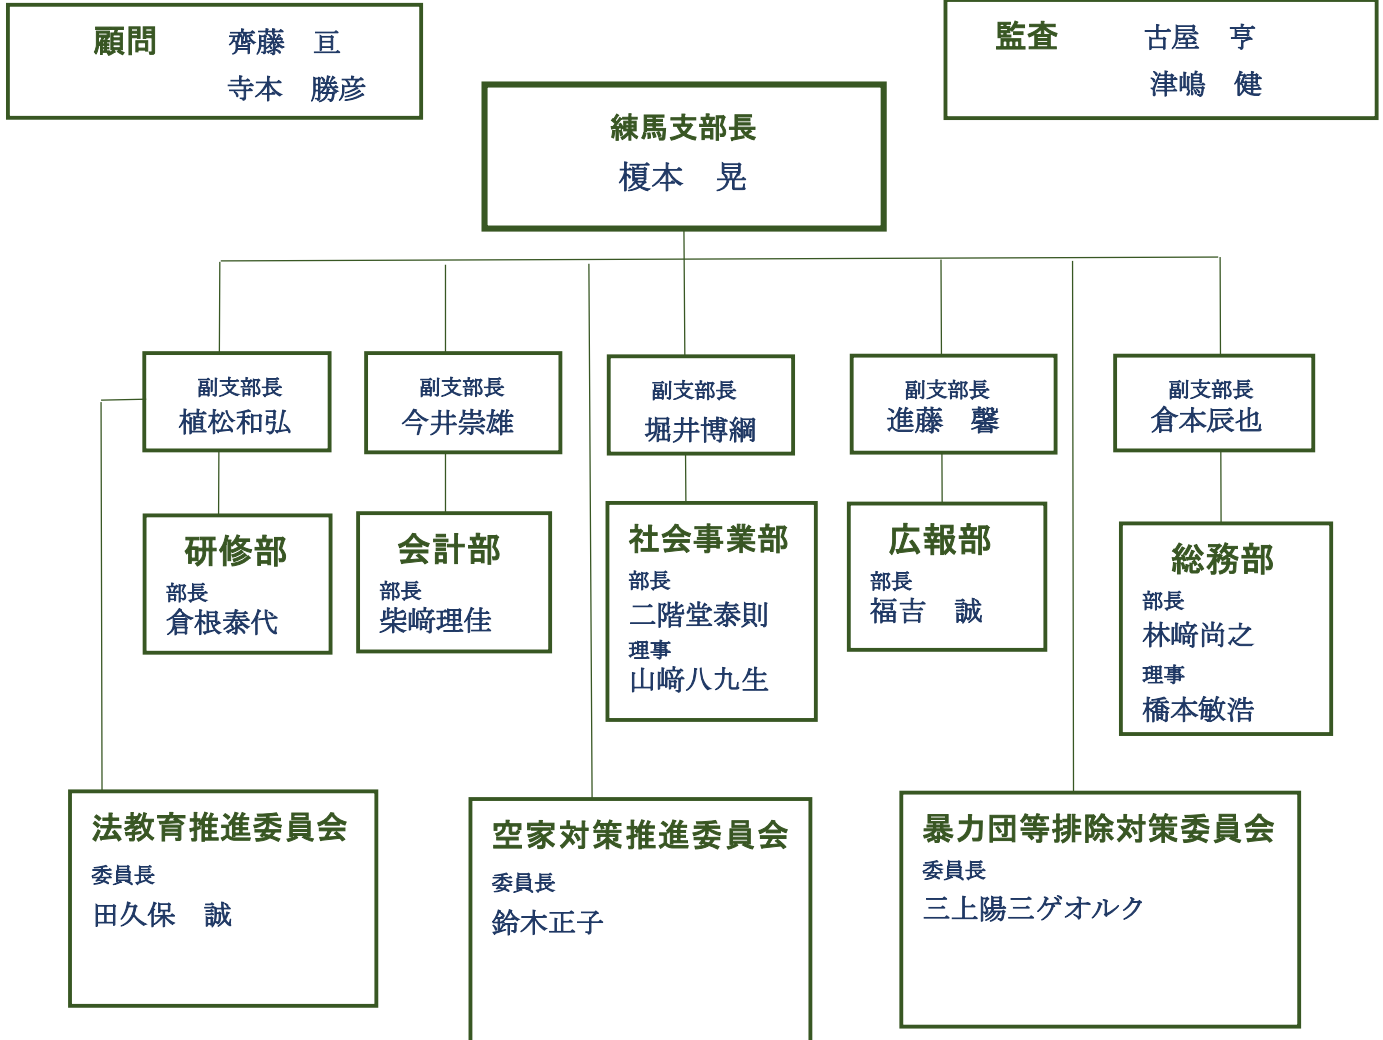 顧問　齊藤　亘
寺本　勝彦
監査　古屋　亨
津嶋　健
練馬支部長
榎本　晃
副支部長
植松和弘
副支部長
今井崇雄
副支部長
堀井博綱
副支部長
進藤　馨
副支部長
倉本辰也
研修部
部長
倉根泰代
会計部
部長
柴﨑理佳
社会事業部
部長
二階堂泰則
理事
山﨑八九生
広報部
部長
福吉　誠
総務部
部長
林﨑尚之
理事
橋本敏浩
法教育推進委員会
委員長
田久保　誠
空家対策推進委員会
委員長
鈴木正子
暴力団等排除対策委員会
委員長
三上陽三ゲオルク